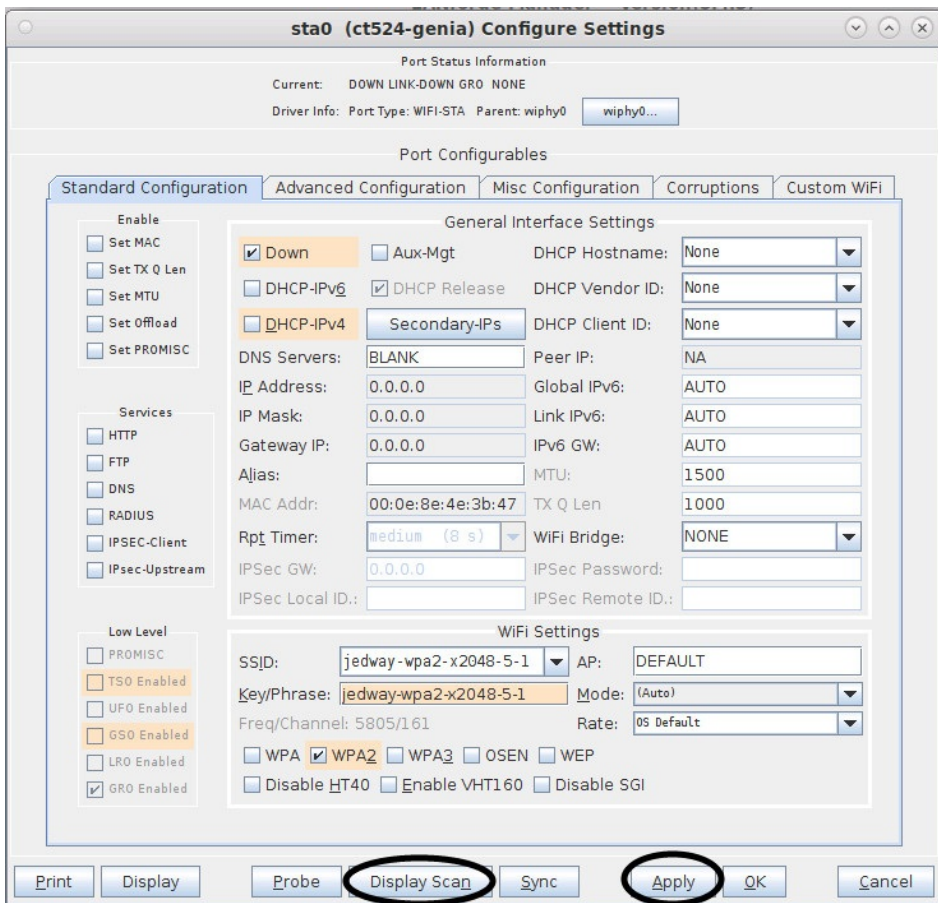 sta0 (ct524-genia) Configure Settings
Port Status Information
Current: DOWN LINK-DOWN GRO NONE
Driver Info: Port Type: WIFI-STA Parent: wiphy0 wiphy0...
Port Configurables
Standard Configuration Advanced Configuration Misc Configuration Corruptions Custom WiFi
Enable
Set MAC
Set TX Q Len
Set MTU
Set Offload
Set PROMISC
Services
HTTP
FTP
DNS
RADIUS
IPSEC-Client
IPsec-Upstream
Low Level
PROMISC
TSO Enabled
UFO Enabled
GSO Enabled
LRO Enabled
GRO Enabled
General Interface Settings
Down Aux-Mgt DHCP Hostname: None
DHCP-IPv6 DHCP Release DHCP Vendor ID: None
DHCP-IPv4 Secondary-IPs DHCP Client ID: None
DNS Servers: BLANK Peer IP: NA
IP Address: 0.0.0.0 Global IPv6: AUTO
IP Mask: 0.0.0.0 Link IPv6: AUTO
Gateway IP: 0.0.0.0 IPv6 GW: AUTO
Alias: MTU: 1500
MAC Addr: 00:0e:8e:4e:3b:47 TX Q Len 1000
Rpt Timer: medium (8 s) WiFi Bridge: NONE
IPSec GW: 0.0.0.0 IPSec Password:
IPSec Local ID.: IPSec Remote ID.:
WiFi Settings
SSID: jedway-wpa2-x2048-5-1 AP: DEFAULT
Key/Phrase: jedway-wpa2-x2048-5-1 Mode: (Auto)
Freq/Channel: 5805/161 Rate: OS Default
WPA WPA2 WPA3 OSEN WEP
Disable HT40 Enable VHT160 Disable SGI
Print Display Probe Display Scan Sync Apply OK Cancel